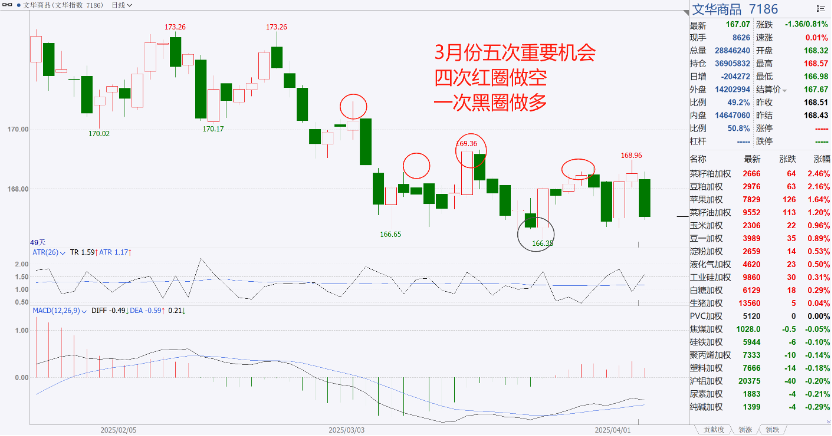 文华商品(文华指数 7186) 日线
173.26
173.26
170.02
170.17
170.00
168.00
3月份五次重要机会
四次红圈做空
一次黑圈做多
169.36
168.96
166.65
166.35
49天
ATR(26) TR 1.59↑ ATR 1.17↑
2.00
1.50
1.00
0.50
MACD(12,26,9) DIFF -0.49↓ DEA -0.59↑ 0.21↓
1.00
0.00
2025/02/05
2025/03/03
2025/04/01
文华商品 7186
最新 167.07 涨跌 -1.36/0.81%
现手 8626 速涨 0.01%
总量 28846240 开盘 168.32
持仓 36905832 最高 168.57
日增 -204272 最低 166.98
外盘 14202994 结算价 167.67
比例 49.2% 昨收 168.51
内盘 14647060 昨结 168.43
比例 50.8% 涨停 -----
杠杆 ----- 跌停 -----
名称 最新 涨跌 涨幅
菜籽粕加权 2666 64 2.46%
豆粕加权 2976 63 2.16%
苹果加权 7829 126 1.64%
菜籽油加权 9552 113 1.20%
玉米加权 2306 22 0.96%
豆一加权 3989 35 0.89%
淀粉加权 2659 14 0.53%
液化气加权 4620 23 0.50%
工业硅加权 9860 30 0.31%
白糖加权 6129 18 0.29%
生猪加权 13560 5 0.04%
PVC加权 5120 0 0.00%
焦煤加权 1028.0 -0.5 -0.05%
硅铁加权 5944 -6 -0.10%
聚丙烯加权 7333 -10 -0.14%
塑料加权 7666 -14 -0.18%
沪铝加权 20375 -40 -0.20%
尿素加权 1883 -4 -0.21%
纯碱加权 1399 -4 -0.29%
贡献度 领涨 领跌